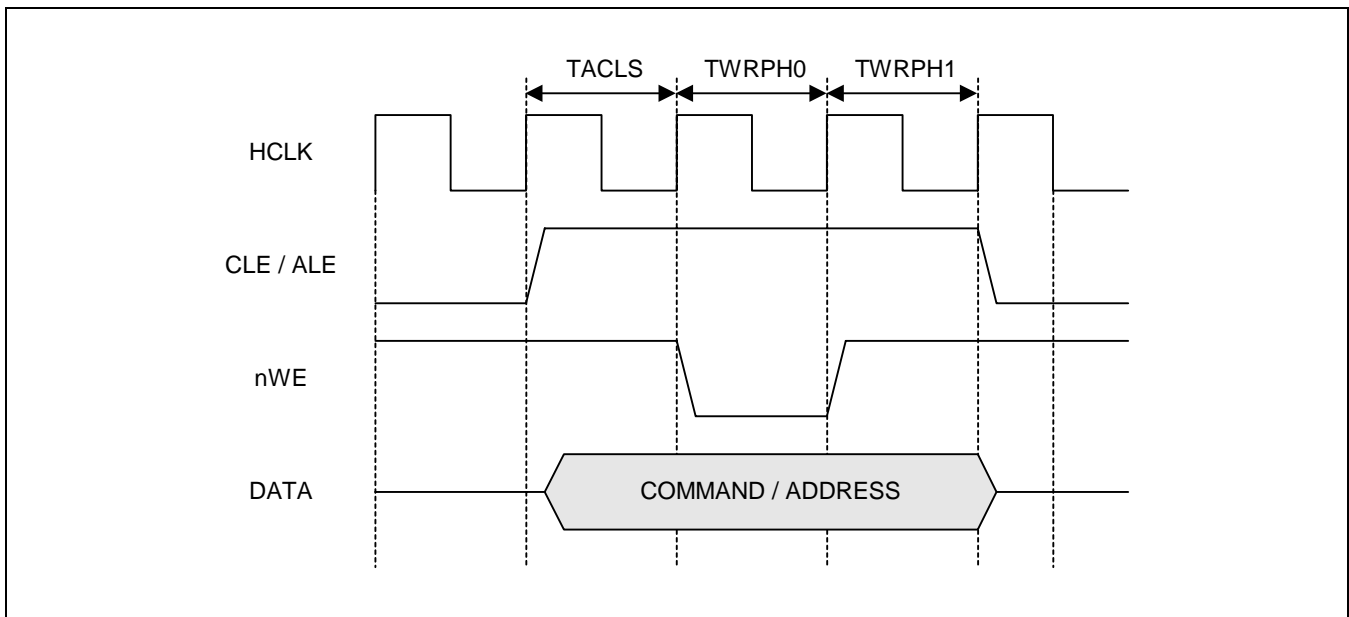 TACLS TWRPH0 TWRPH1
HCLK
CLE / ALE
nWE
DATA
COMMAND / ADDRESS